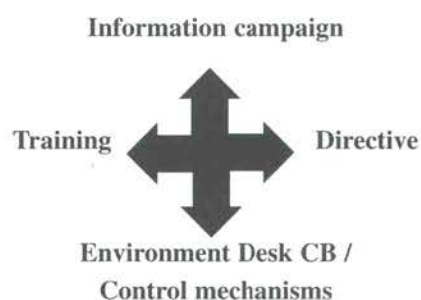 Information campaign
Training
Directive
Environment Desk CB /
Control mechanisms